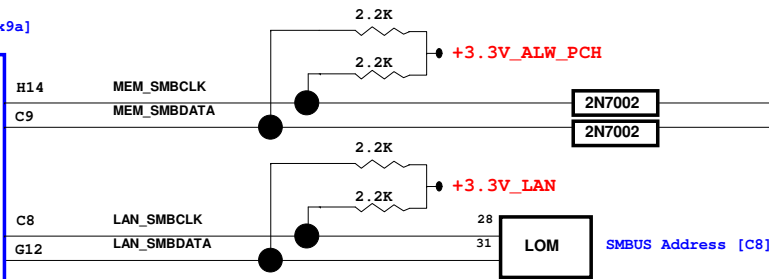 k9a]
2.2K
+3.3V_ALW_PCH
2.2K
H14 MEM_SMBCLK
2N7002
C9 MEM_SMBDATA
2N7002
2.2K
+3.3V_LAN
2.2K
C8 LAN_SMBCLK 28
G12 LAN_SMBDATA 31
LOM SMBUS Address [C8]